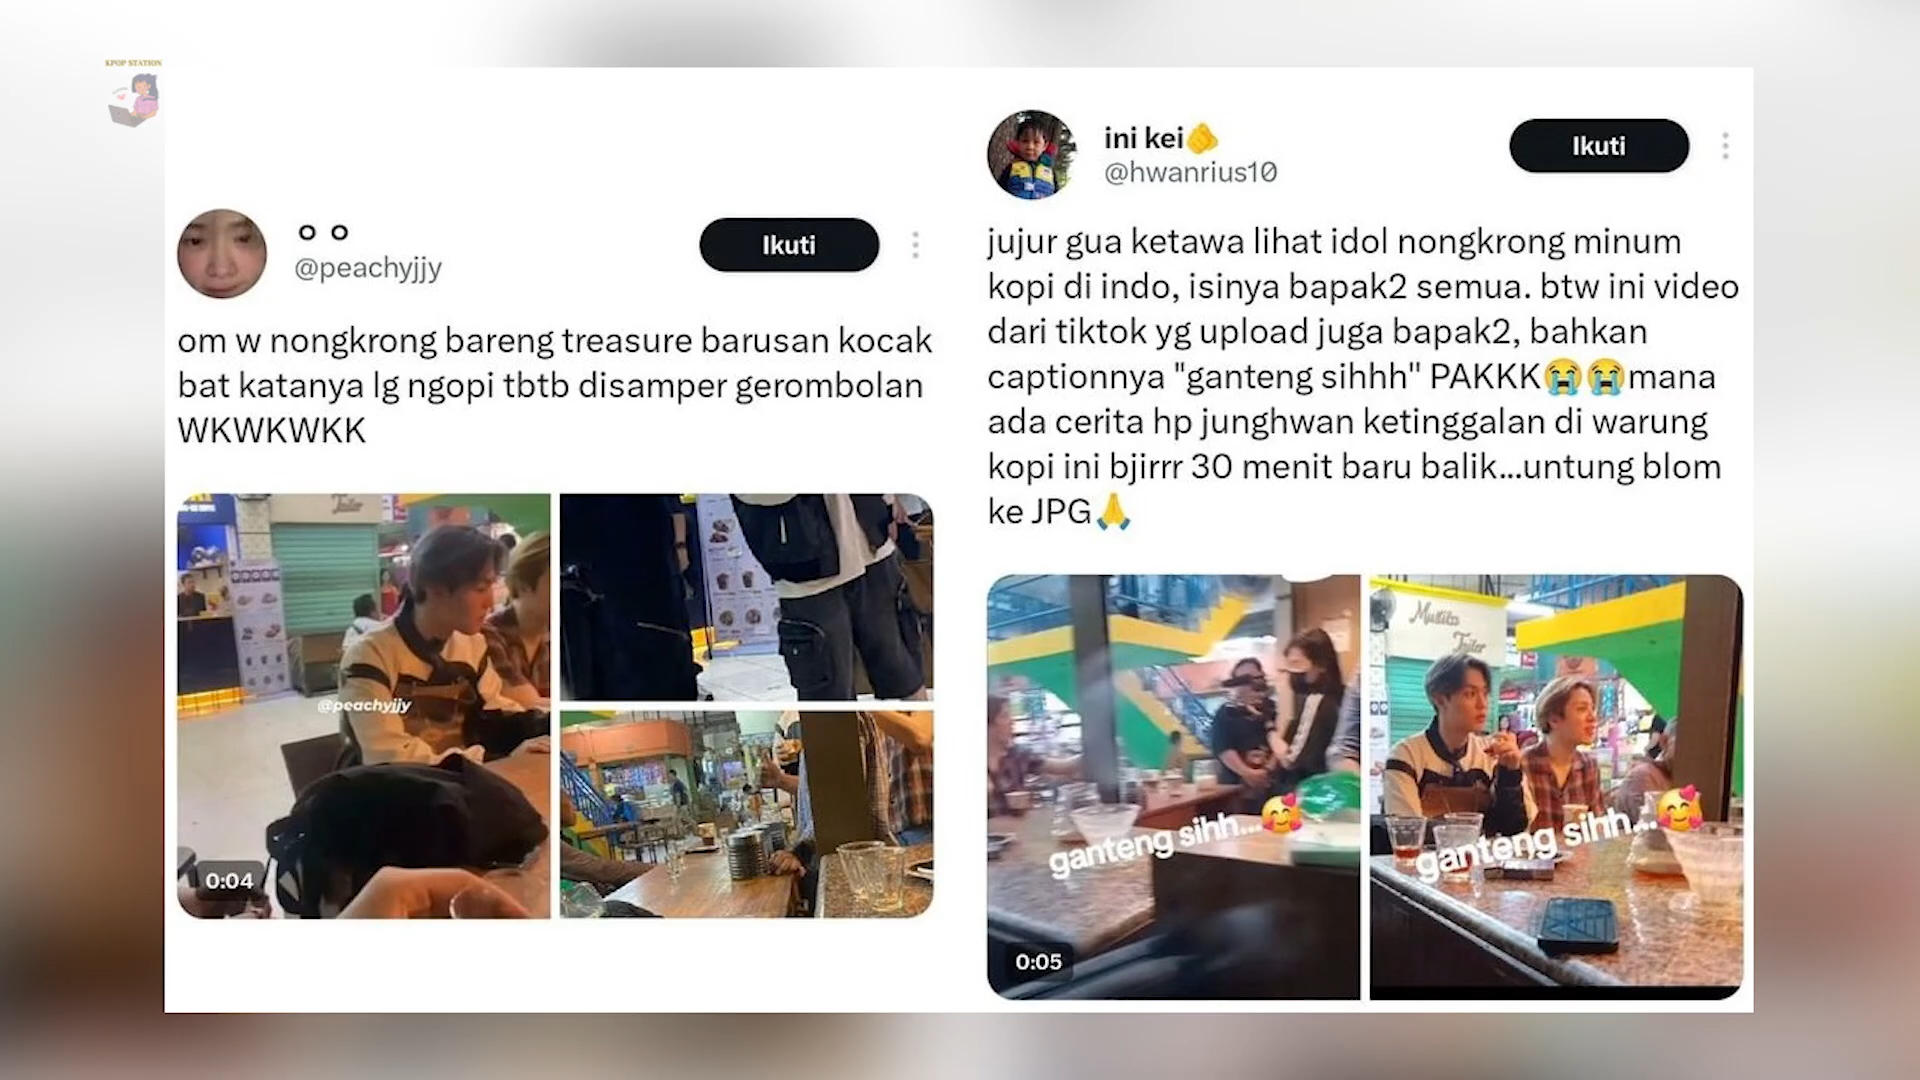 KPOP STATION
o o
@peachyjjy
Ikuti
om w nongkrong bareng treasure barusan kocak
bat katanya lg ngopi tbtb disamper gerombolan
WKWKWKK
Tailor
@peachyjjy
0:04
ini kei🫵
@hwanrius10
Ikuti
jujur gua ketawa lihat idol nongkrong minum
kopi di indo, isinya bapak2 semua. btw ini video
dari tiktok yg upload juga bapak2, bahkan
captionnya "ganteng sihhh" PAKKK😭😭mana
ada cerita hp junghwan ketinggalan di warung
kopi ini bjirrr 30 menit baru balik...untung blom
ke JPG🙏
ganteng sihh...🥰
0:05
Tailor
ganteng sihh...🥰